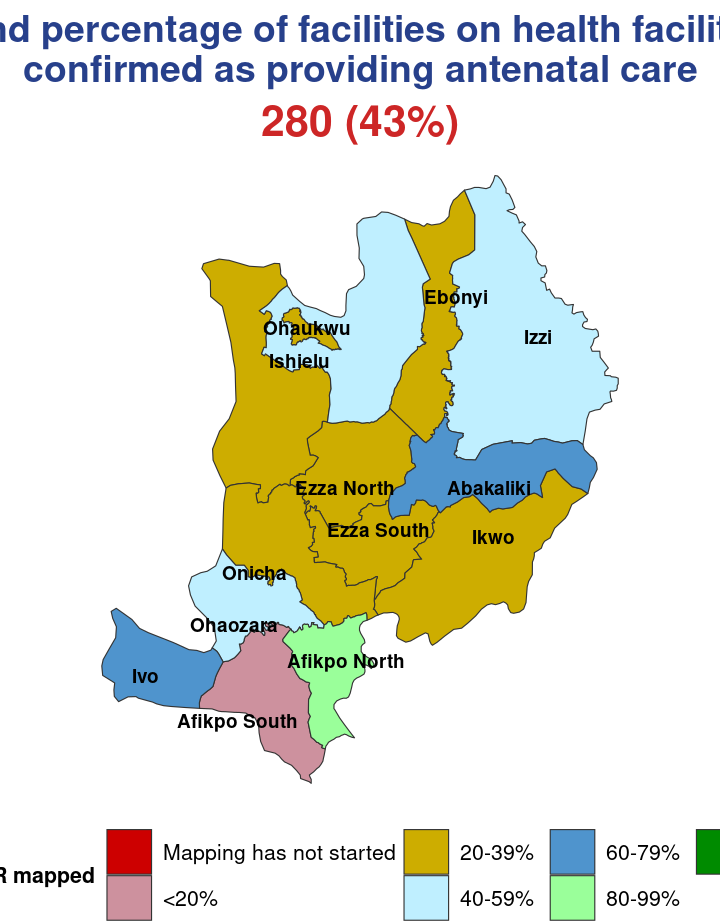 percentage of facilities on health
confirmed as providing antenatal care
280 (43%)
Ebonyi
Ohaukwu
Izzi
Ishielu
Ezza North
Abakaliki
Ezza South
Ikwo
Onicha
Ohaozara
Afikpo North
Ivo
Afikpo South
Mapping has not started
20-39%
60-79%
mapped
<20%
40-59%
80-99%